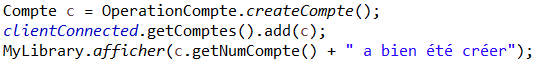 Compte c = OperationCompte.createCompte();
clientConnected.getComptes().add(c);
MyLibrary.afficher(c.getNumCompte() + " a bien été créer");